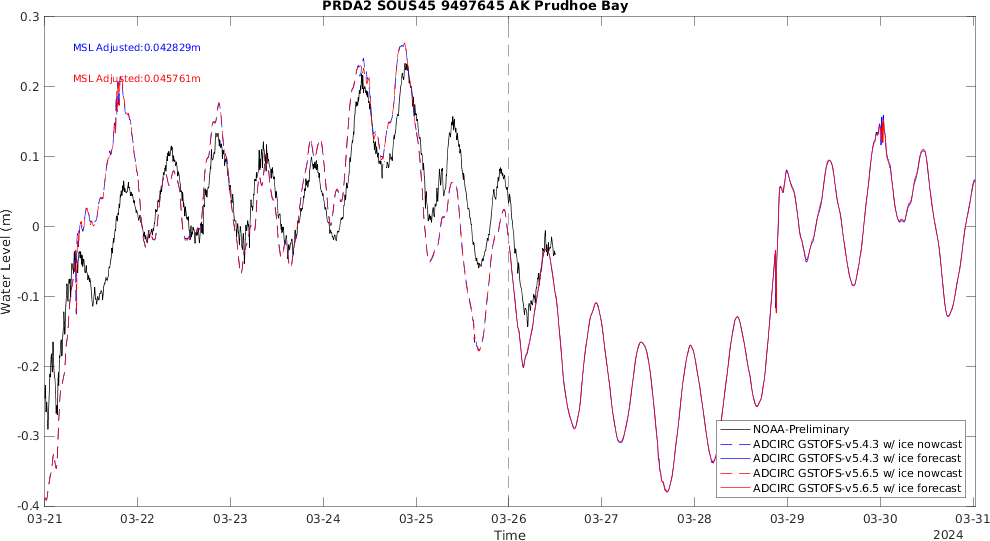 PRDA2 SOUS45 9497645 AK Prudhoe Bay
MSL Adjusted:0.042829m
MSL Adjusted:0.045761m
Water Level (m)
0.3
0.2
0.1
0
-0.1
-0.2
-0.3
-0.4
NOAA-Preliminary
ADCIRC GSTOFS-v5.4.3 w/ ice nowcast
ADCIRC GSTOFS-v5.4.3 w/ ice forecast
ADCIRC GSTOFS-v5.6.5 w/ ice nowcast
ADCIRC GSTOFS-v5.6.5 w/ ice forecast
03-21 03-22 03-23 03-24 03-25 03-26 03-27 03-28 03-29 03-30 03-31
Time
2024